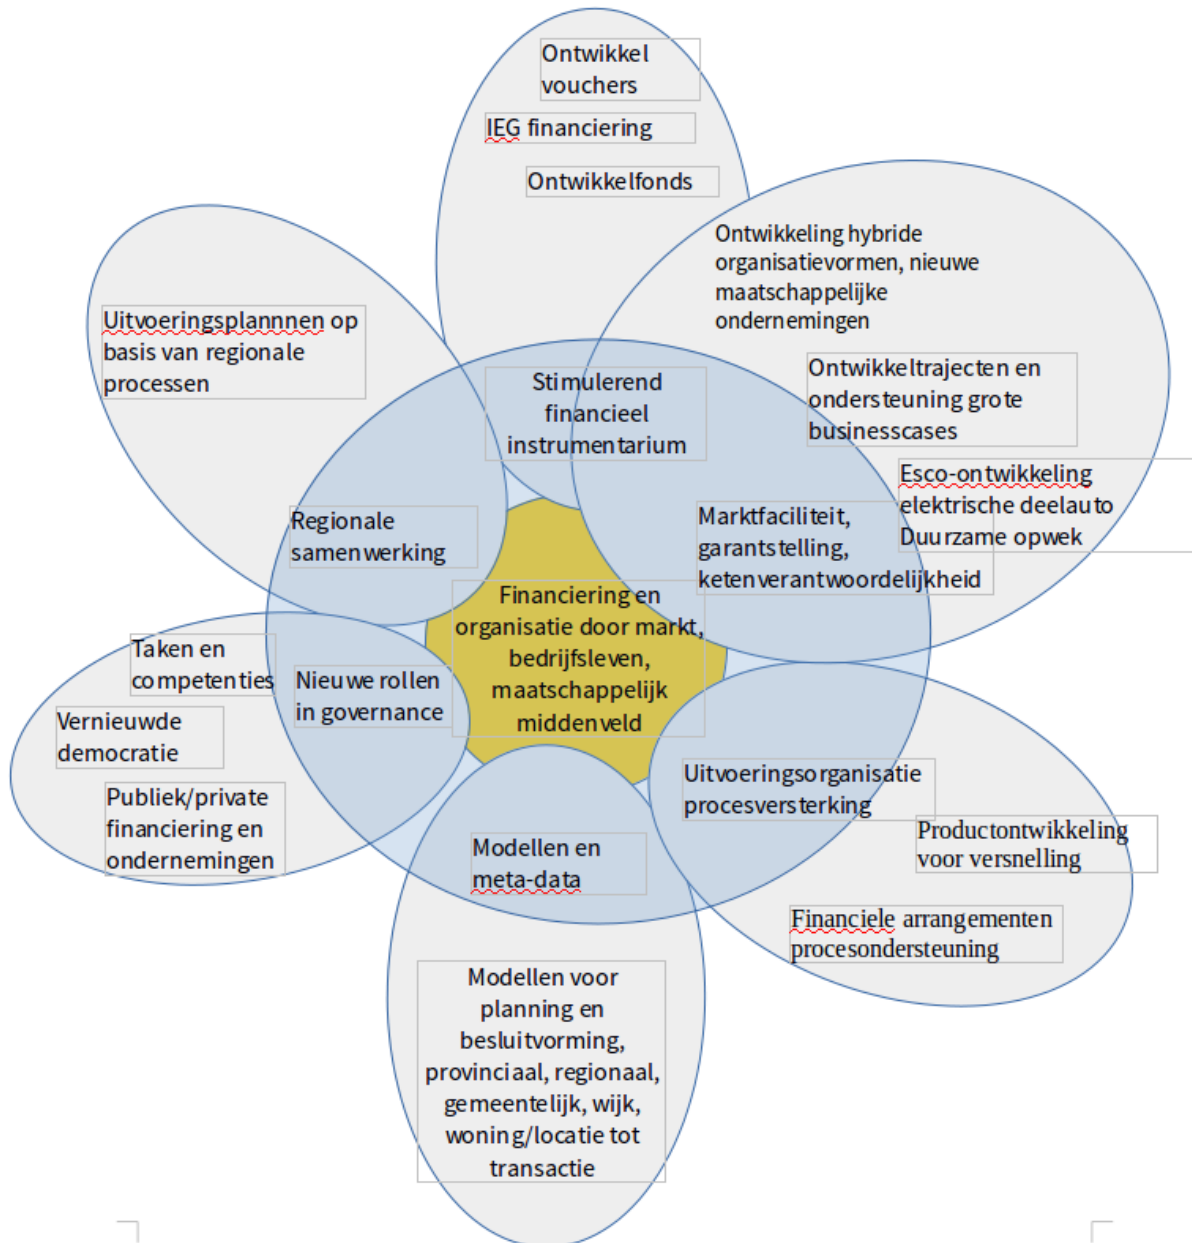 Ontwikkel
vouchers
IEG financiering
Ontwikkelfonds
Ontwikkeling hybride
organisatievormen, nieuwe
maatschappelijke
ondernemingen
Uitvoeringsplannnen op
basis van regionale
processen
Ontwikkeltrajecten en
ondersteuning grote
businesscases
Stimulerend
financieel
instrumentarium
Esco-ontwikkeling
elektrische deelauto
Duurzame opwek
Regionale
samenwerking
Marktfaciliteit,
garantstelling,
ketenverantwoordelijkheid
Financiering en
organisatie door markt,
bedrijfsleven,
maatschappelijk
middenveld
Taken en
competenties
Nieuwe rollen
in governance
Vernieuwde
democratie
Publiek/private
financiering en
ondernemingen
Uitvoeringsorganisatie
procesversterking
Productontwikkeling
voor versnelling
Modellen en
meta-data
Financiele arrangementen
procesondersteuning
Modellen voor
planning en
besluitvorming,
provinciaal, regionaal,
gemeentelijk, wijk,
woning/locatie tot
transactie